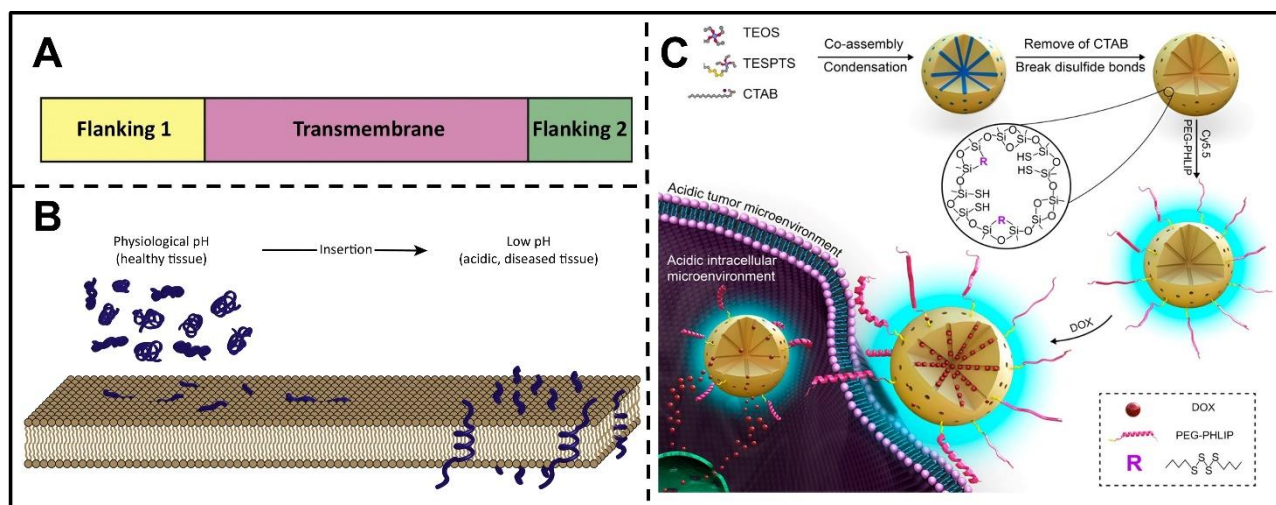 A
Flanking 1
Transmembrane
Flanking 2
B
Physiological pH
(healthy tissue)
Insertion
Low pH
(acidic, diseased tissue)
C
TEOS
TESPTS
CTAB
Co-assembly
Condensation
Remove of CTAB
Break disulfide bonds
Cy5.5
PEG-PHLIP
Si
O
R
HS
HS
SH
SH
R
Acidic tumor microenvironment
Acidic intracellular
microenvironment
DOX
DOX
PEG-PHLIP
R
S
S
S
S